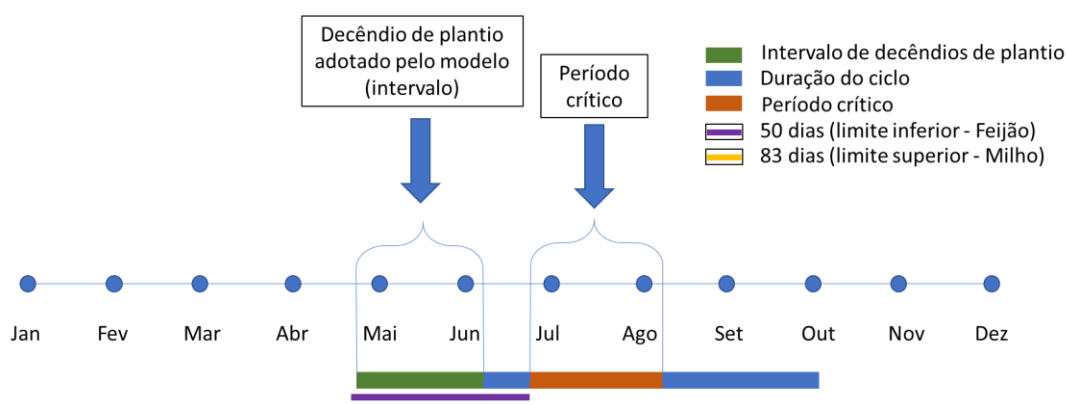 Decêndio de plantio
adotado pelo modelo
(intervalo)
Período
crítico
Intervalo de decêndios de plantio
Duração do ciclo
Período crítico
50 dias (limite inferior - Feijão)
83 dias (limite superior - Milho)
Jan Fev Mar Abr Mai Jun Jul Ago Set Out Nov Dez